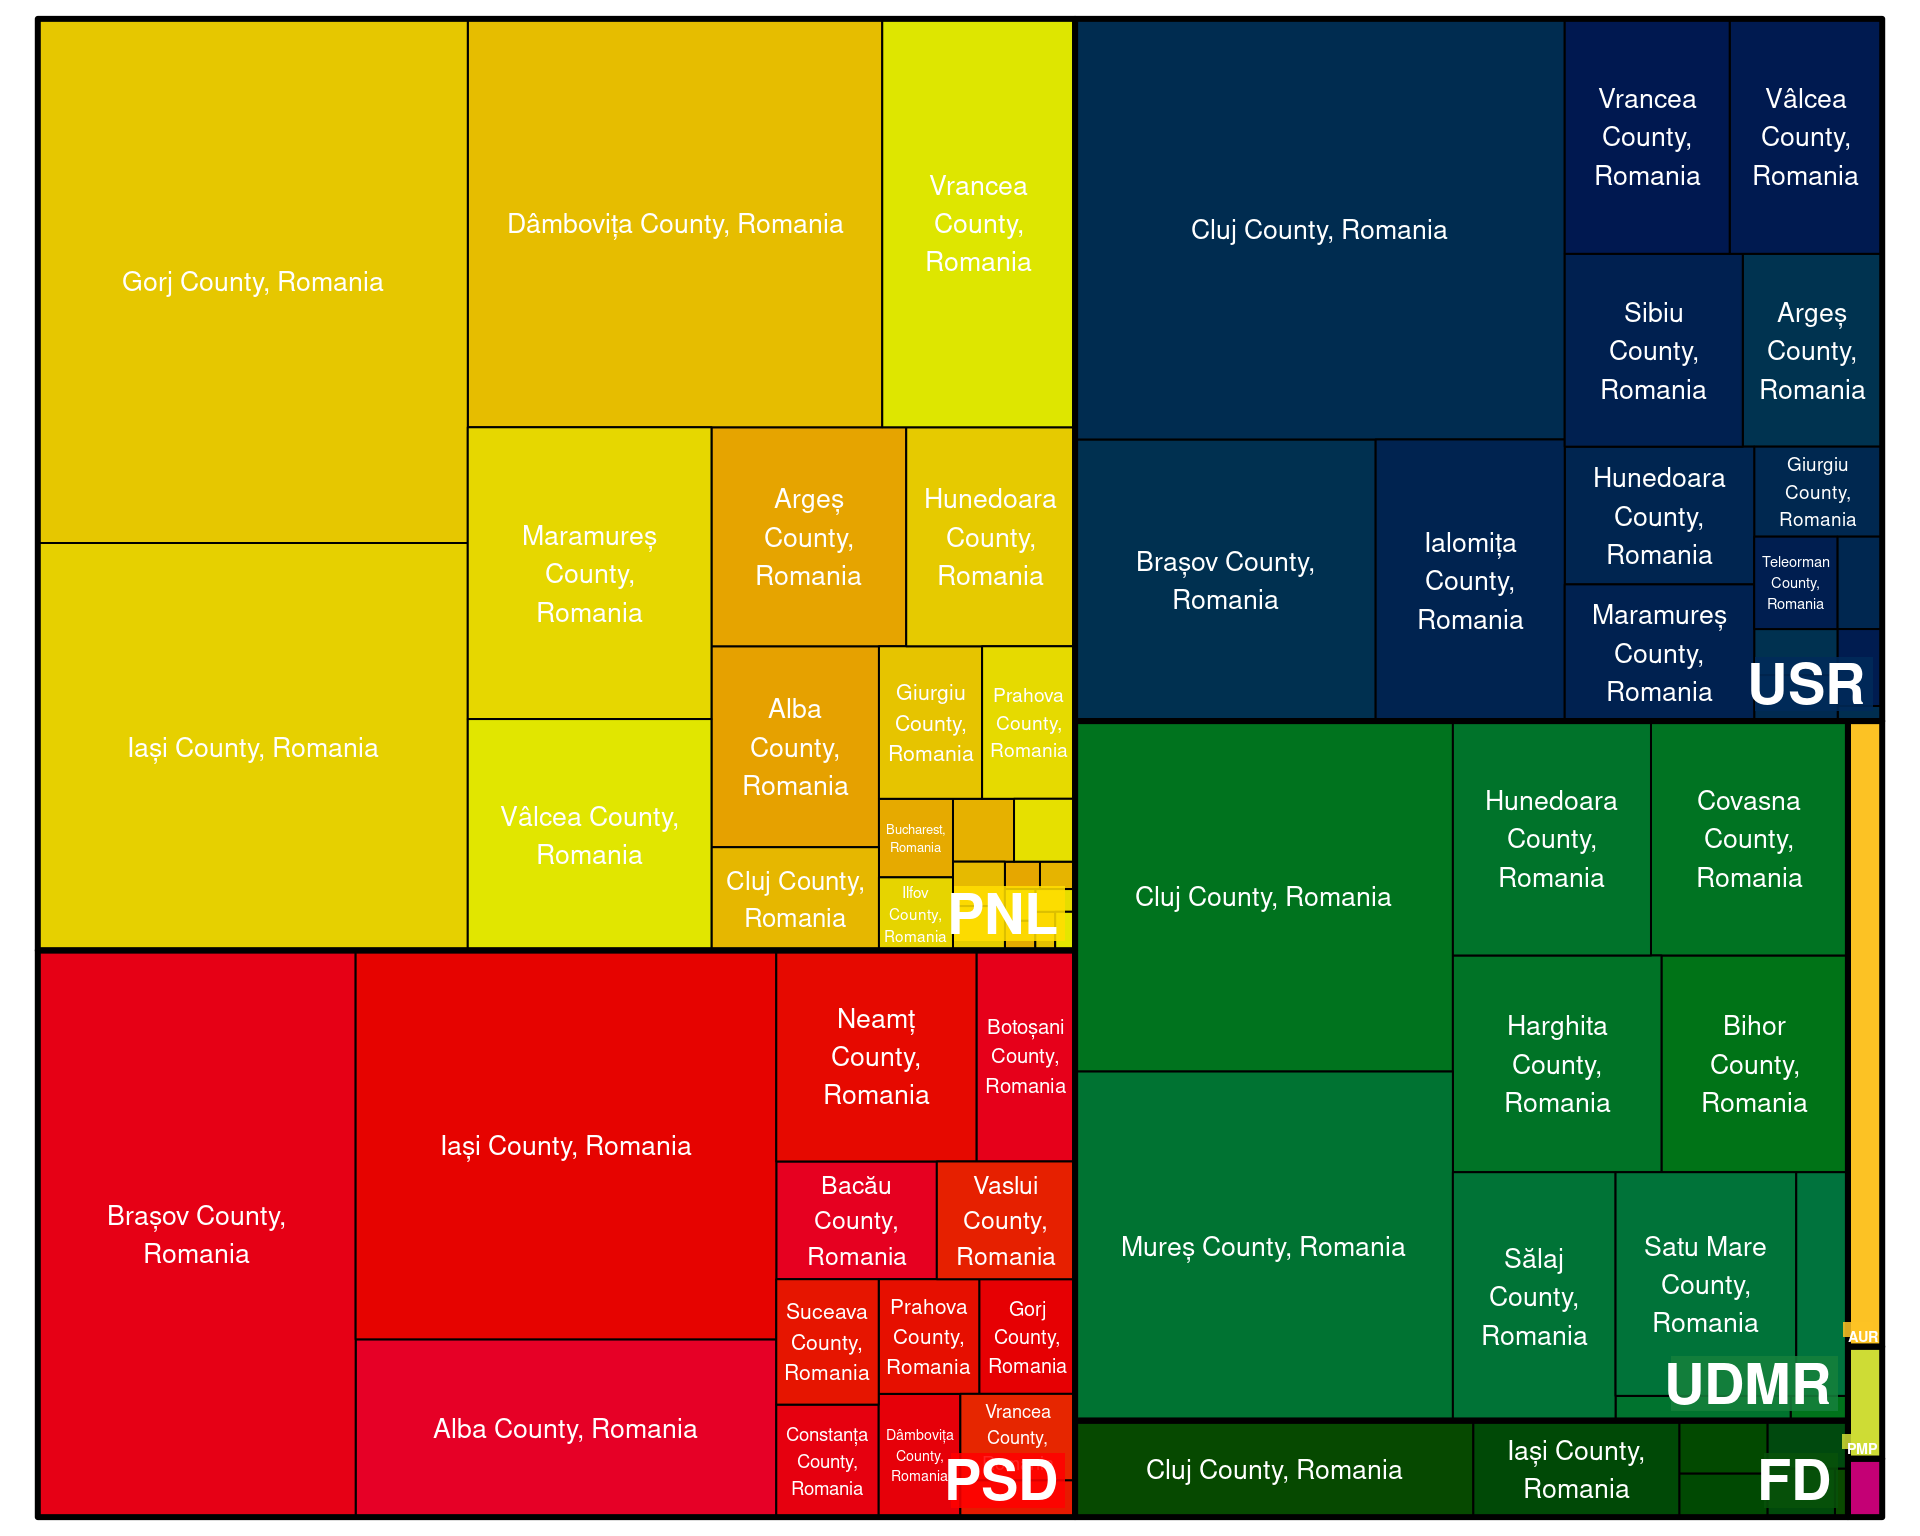 Gorj County, Romania
Iași County, Romania
Dâmbovița County, Romania
Vrancea
County,
Romania
Maramureș
County,
Romania
Vâlcea County,
Romania
Argeș
County,
Romania
Hunedoara
County,
Romania
Alba
County,
Romania
Cluj County,
Romania
Giurgiu
County,
Romania
Prahova
County,
Romania
Bucharest,
Romania
Ilfov
County,
Romania
PNL
Brașov County,
Romania
Iași County, Romania
Alba County, Romania
Neamț
County,
Romania
Botoșani
County,
Romania
Bacău
County,
Romania
Vaslui
County,
Romania
Suceava
County,
Romania
Prahova
County,
Romania
Gorj
County,
Romania
Constanța
County,
Romania
Dâmbovița
County,
Romania
Vrancea
County,
PSD
Cluj County, Romania
Brașov County,
Romania
Ialomița
County,
Romania
Vrancea
County,
Romania
Vâlcea
County,
Romania
Sibiu
County,
Romania
Argeș
County,
Romania
Hunedoara
County,
Romania
Maramureș
County,
Romania
Giurgiu
County,
Romania
Teleorman
County,
Romania
USR
Cluj County, Romania
Mureș County, Romania
Hunedoara
County,
Romania
Covasna
County,
Romania
Harghita
County,
Romania
Bihor
County,
Romania
Sălaj
County,
Romania
Satu Mare
County,
Romania
UDMR
Cluj County, Romania
Iași County,
Romania
FD
AUR
PMP